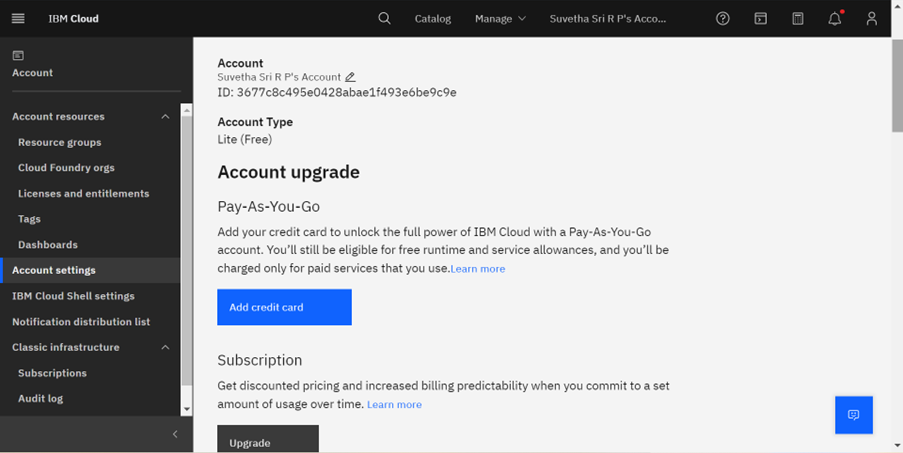 IBM Cloud
Catalog
Manage
Suvetha Sri R P's Acco...
Account
Account resources
Resource groups
Cloud Foundry orgs
Licenses and entitlements
Tags
Dashboards
Account settings
IBM Cloud Shell settings
Notification distribution list
Classic infrastructure
Subscriptions
Audit log
Account
Suvetha Sri R P's Account
ID: 3677c8c495e0428abae1f493e6be9c9e
Account Type
Lite (Free)
Account upgrade
Pay-As-You-Go
Add your credit card to unlock the full power of IBM Cloud with a Pay-As-You-Go
account. You’ll still be eligible for free runtime and service allowances, and you’ll be
charged only for paid services that you use.Learn more
Add credit card
Subscription
Get discounted pricing and increased billing predictability when you commit to a set
amount of usage over time. Learn more
Upgrade